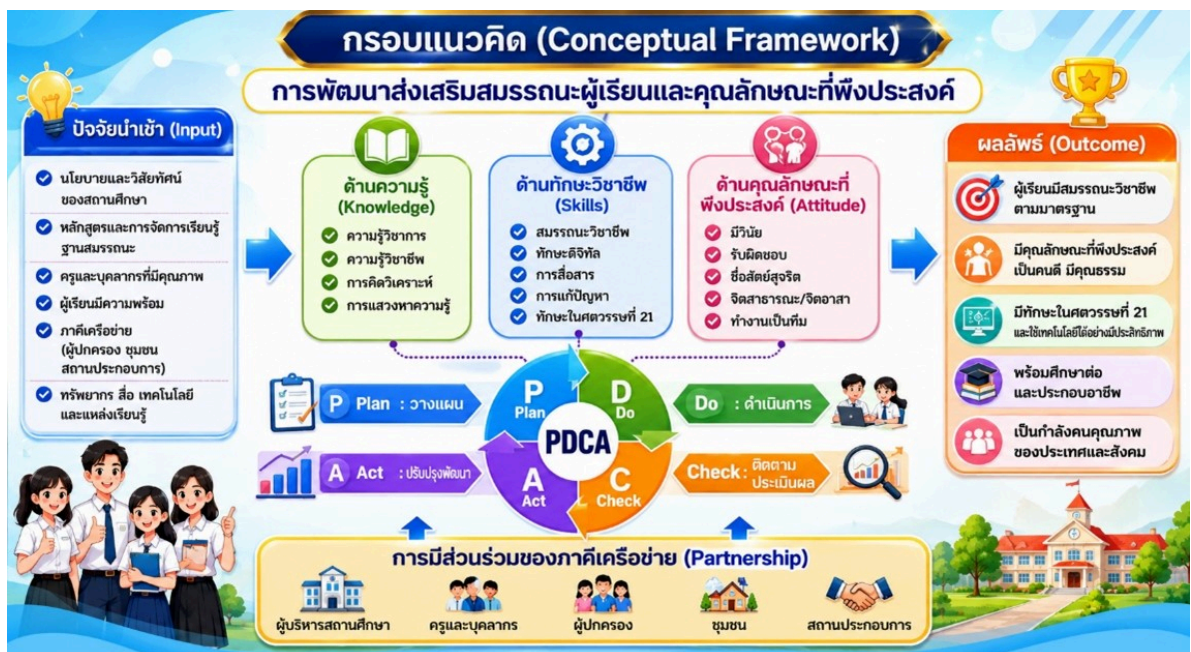 กรอบแนวคิด (Conceptual Framework)
การพัฒนาส่งเสริมสมรรถนะผู้เรียนและคุณลักษณะที่พึงประสงค์
ปัจจัยนำเข้า (Input)
นโยบายและวิสัยทัศน์
ของสถานศึกษา
หลักสูตรและการจัดการเรียนรู้
ฐานสมรรถนะ
ครูและบุคลากรที่มีคุณภาพ
ผู้เรียนมีความพร้อม
ภาคีเครือข่าย
(ผู้ปกครอง ชุมชน
สถานประกอบการ)
ทรัพยากร สื่อ เทคโนโลยี
และแหล่งเรียนรู้
ด้านความรู้
(Knowledge)
ความรู้วิชาการ
ความรู้วิชาชีพ
การคิดวิเคราะห์
การแสวงหาความรู้
ด้านทักษะวิชาชีพ
(Skills)
สมรรถนะวิชาชีพ
ทักษะดิจิทัล
การสื่อสาร
การแก้ปัญหา
ทักษะในศตวรรษที่ 21
ด้านคุณลักษณะที่
พึงประสงค์ (Attitude)
มีวินัย
รับผิดชอบ
ซื่อสัตย์สุจริต
จิตสาธารณะ/จิตอาสา
ทำงานเป็นทีม
P Plan : วางแผน
A Act : ปรับปรุงพัฒนา
P
Plan
D
Do
PDCA
A
Act
C
Check
Do : ดำเนินการ
Check : ติดตาม
ประเมินผล
ผลลัพธ์ (Outcome)
ผู้เรียนมีสมรรถนะวิชาชีพ
ตามมาตรฐาน
มีคุณลักษณะที่พึงประสงค์
เป็นคนดี มีคุณธรรม
มีทักษะในศตวรรษที่ 21
และใช้เทคโนโลยีได้อย่างมีประสิทธิภาพ
พร้อมศึกษาต่อ
และประกอบอาชีพ
เป็นกำลังคนคุณภาพ
ของประเทศและสังคม
การมีส่วนร่วมของภาคีเครือข่าย (Partnership)
ผู้บริหารสถานศึกษา
ครูและบุคลากร
ผู้ปกครอง
ชุมชน
สถานประกอบการ